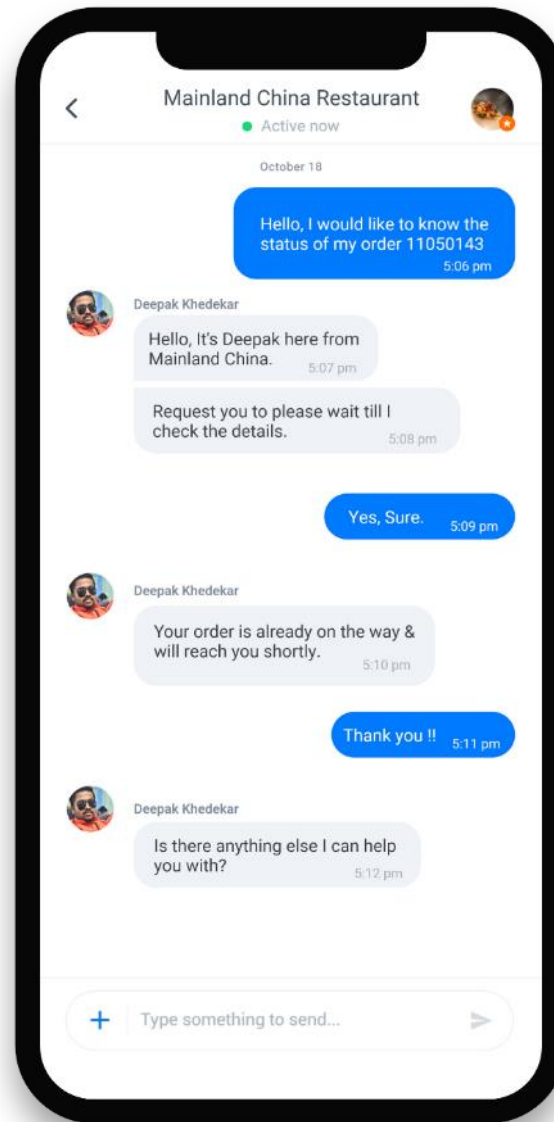 Mainland China Restaurant
Active now
October 18
Hello, I would like to know the
status of my order 11050143
5:06 pm
Deepak Khedekar
Hello, It's Deepak here from
Mainland China.
5:07 pm
Request you to please wait till I
check the details.
5:08 pm
Yes, Sure.
5:09 pm
Deepak Khedekar
Your order is already on the way &
will reach you shortly.
5:10 pm
Thank you !!
5:11 pm
Deepak Khedekar
Is there anything else I can help
you with?
5:12 pm
Type something to send...